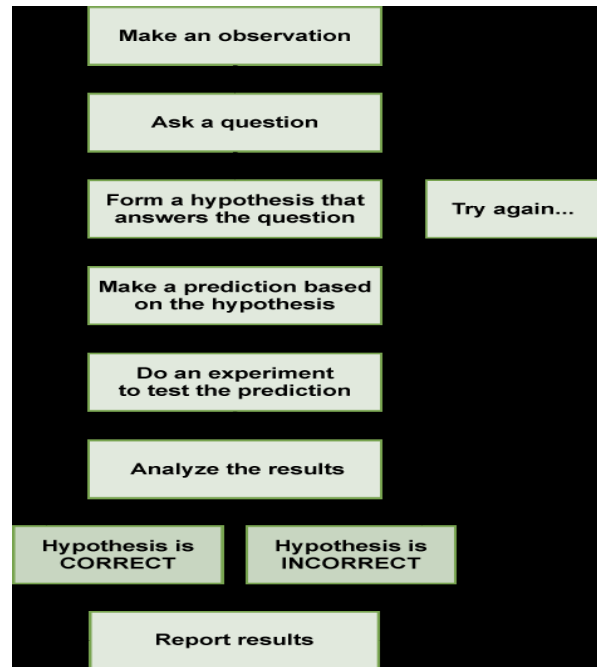 Make an observation
Ask a question
Form a hypothesis that
answers the question
Try again...
Make a prediction based
on the hypothesis
Do an experiment
to test the prediction
Analyze the results
Hypothesis is
CORRECT
Hypothesis is
INCORRECT
Report results